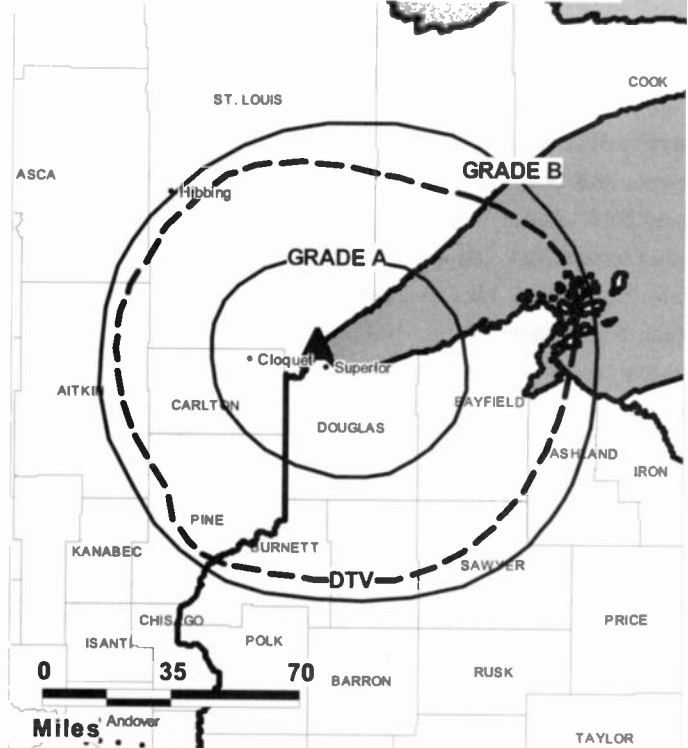 COOK
ST. LOUIS
GRADE B
ASCA
Hibbing
GRADE A
Cloquet
Superior
AITKIN
CARLTON
BAYFIELD
DOUGLAS
ASHLAND
IRON
PINE
BURNETT
KANABEC
SAWYER
DTV
CHISAGO
PRICE
ISANTI
POLK
0 35 70
RUSK
BARRON
Miles
Andover
TAYLOR